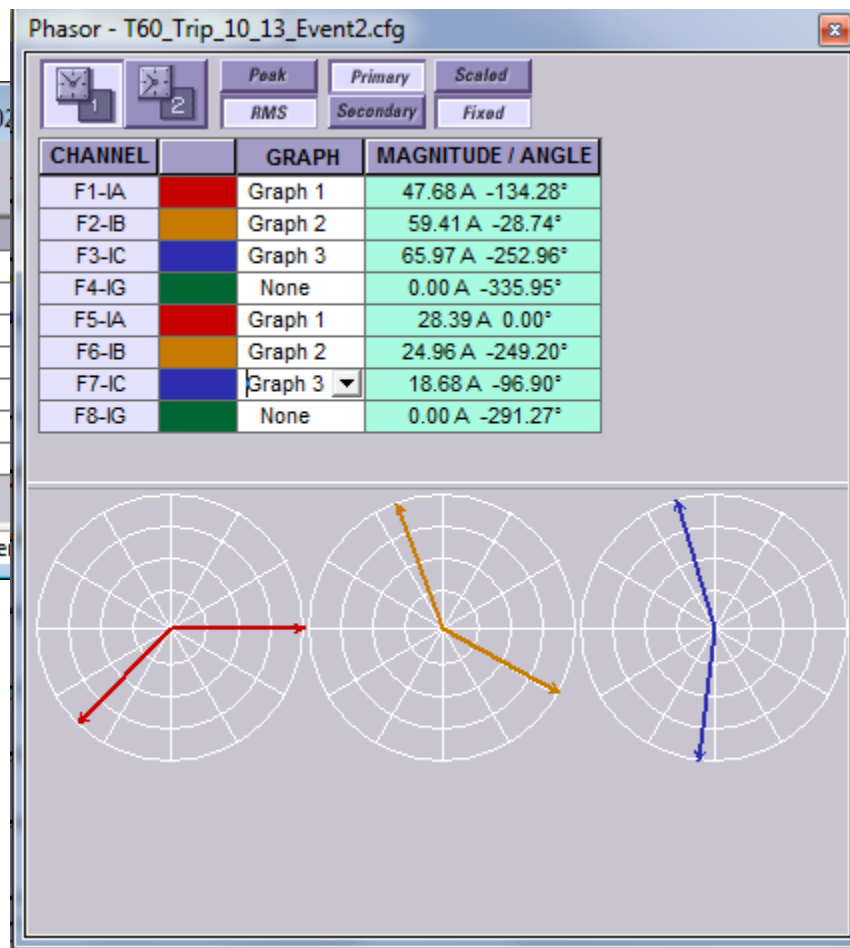 Phasor - T60_Trip_10_13_Event2.cfg
1 2 Peak Primary Scaled
RMS Secondary Fixed
CHANNEL GRAPH MAGNITUDE / ANGLE
F1-IA Graph 1 47.68 A -134.28°
F2-IB Graph 2 59.41 A -28.74°
F3-IC Graph 3 65.97 A -252.96°
F4-IG None 0.00 A -335.95°
F5-IA Graph 1 28.39 A 0.00°
F6-IB Graph 2 24.96 A -249.20°
F7-IC Graph 3 18.68 A -96.90°
F8-IG None 0.00 A -291.27°